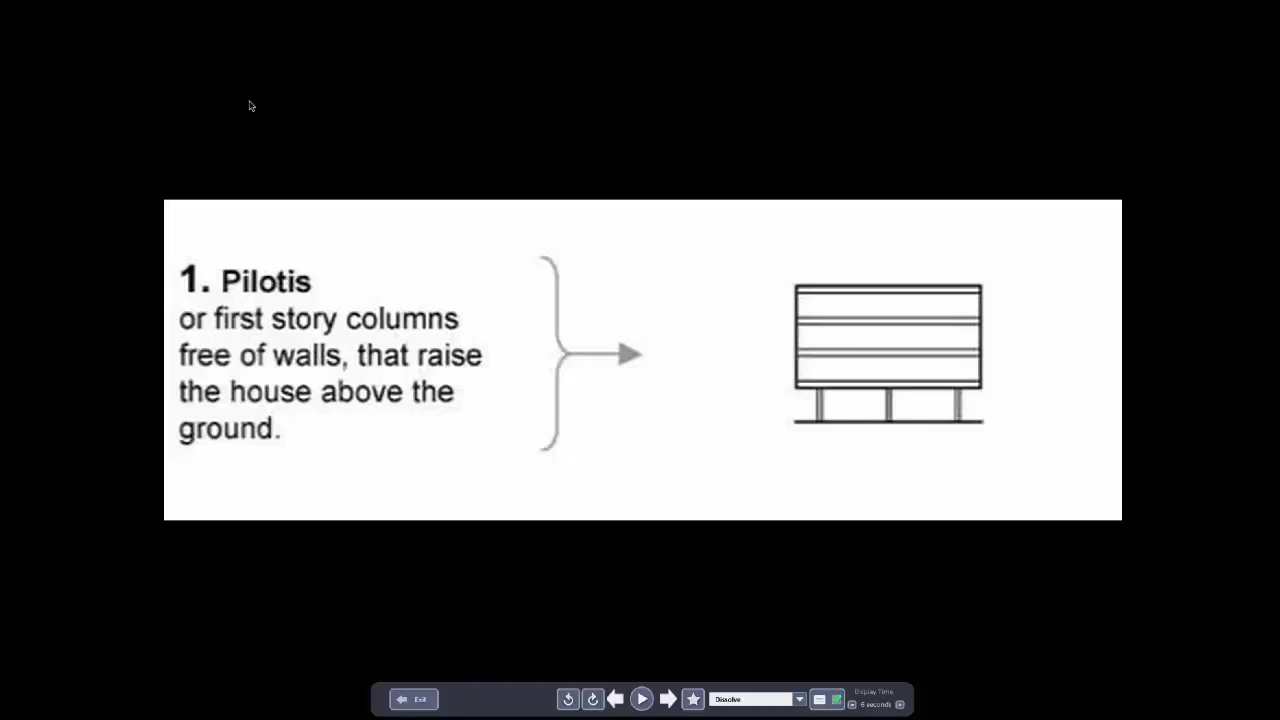 1. Pilotis
or first story columns
free of walls, that raise
the house above the
ground.
Exit
Dissolve
Display Time
6 seconds